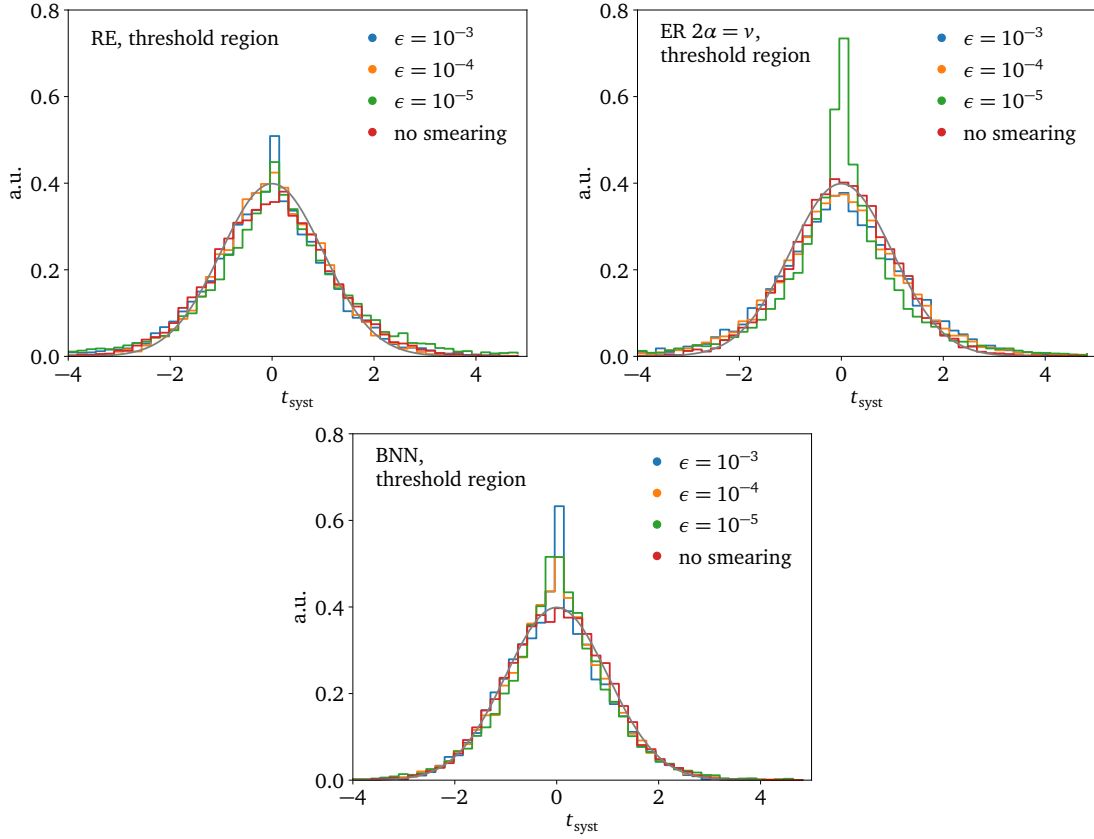 0.8
0.6
0.4
0.2
0.0
a.u.
RE, threshold region
ϵ = 10⁻³
ϵ = 10⁻⁴
ϵ = 10⁻⁵
no smearing
−4 −2 0 2 4
t_syst
0.8
0.6
0.4
0.2
0.0
a.u.
ER 2α = ν,
threshold region
ϵ = 10⁻³
ϵ = 10⁻⁴
ϵ = 10⁻⁵
no smearing
−4 −2 0 2 4
t_syst
0.8
0.6
0.4
0.2
0.0
a.u.
BNN,
threshold region
ϵ = 10⁻³
ϵ = 10⁻⁴
ϵ = 10⁻⁵
no smearing
−4 −2 0 2 4
t_syst